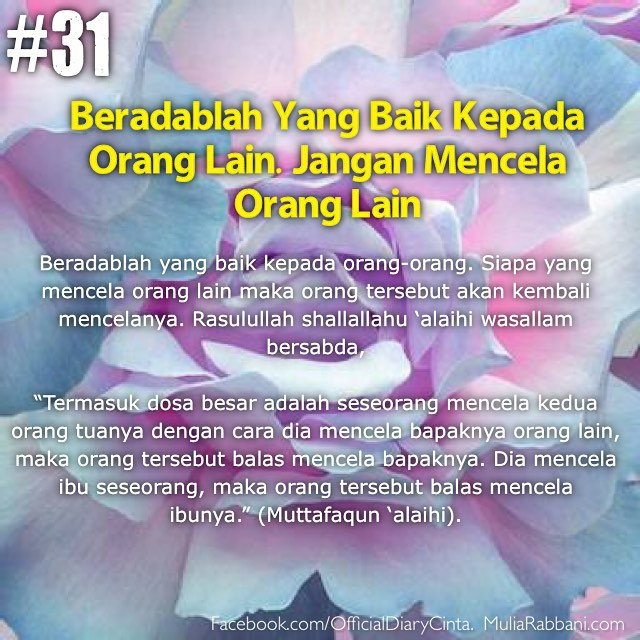 #31
Beradablah Yang Baik Kepada
Orang Lain. Jangan Mencela
Orang Lain
Beradablah yang baik kepada orang-orang. Siapa yang
mencela orang lain maka orang tersebut akan kembali
mencelanya. Rasulullah shallallahu ‘alaihi wasallam
bersabda,
“Termasuk dosa besar adalah seseorang mencela kedua
orang tuanya dengan cara dia mencela bapaknya orang lain,
maka orang tersebut balas mencela bapaknya. Dia mencela
ibu seseorang, maka orang tersebut balas mencela
ibunya.” (Muttafaqun ‘alaihi).
Facebook.com/OfficialDiaryCinta. MuliaRabbani.com